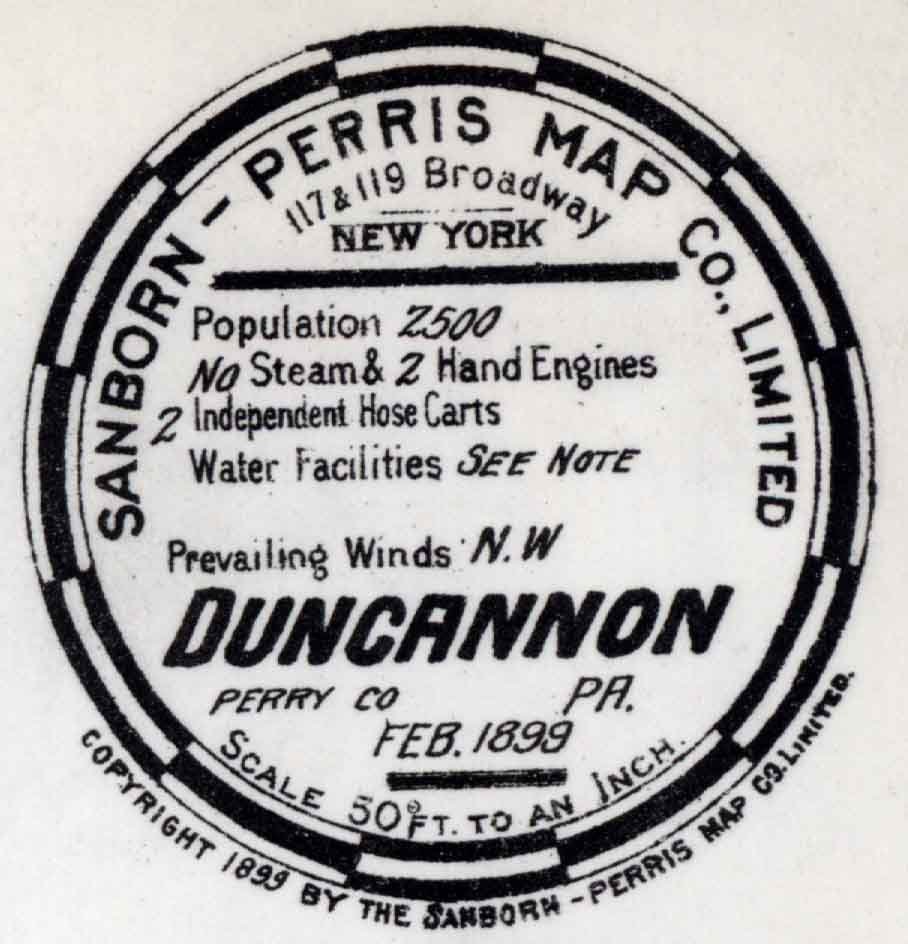 SANBORN - PERRIS MAP CO., LIMITED
117 & 119 Broadway
NEW YORK
Population 2500
No Steam & 2 Hand Engines
2 Independent Hose Carts
Water Facilities SEE NOTE
Prevailing Winds N.W
DUNCANNON
PERRY CO PA.
FEB. 1899
SCALE 50 FT. TO AN INCH.
COPYRIGHT 1899 BY THE SANBORN - PERRIS MAP CO. LIMITED.